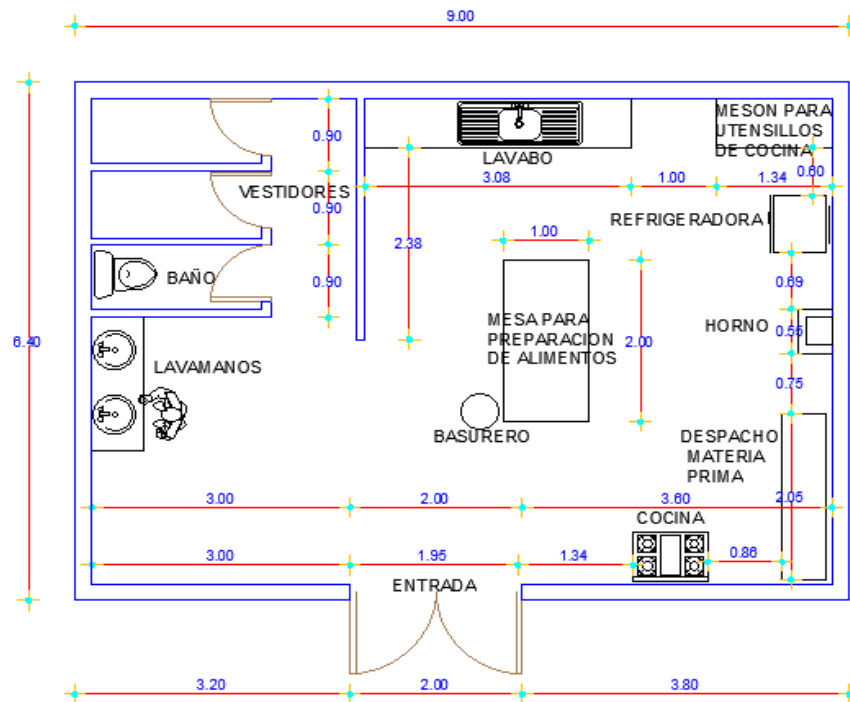 9.00
MESON PARA
UTENSILLOS
DE COCINA
0.90
LAVABO
0.60
VESTIDORES
3.08
1.00
1.34
0.90
REFRIGERADORA
1.00
2.38
BAÑO
0.90
0.69
MESA PARA
PREPARACION
DE ALIMENTOS
HORNO
0.55
6.40
2.00
LAVAMANOS
0.75
BASURERO
DESPACHO
MATERIA
PRIMA
3.00
2.00
3.60
2.05
COCINA
3.00
1.95
1.34
0.86
ENTRADA
3.20
2.00
3.80